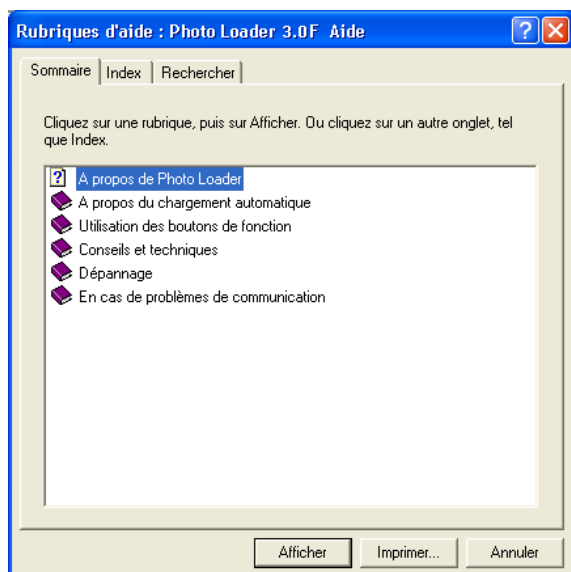 Rubriques d'aide : Photo Loader 3.0F Aide
Sommaire Index Rechercher
Cliquez sur une rubrique, puis sur Afficher. Ou cliquez sur un autre onglet, tel
que Index.
A propos de Photo Loader
A propos du chargement automatique
Utilisation des boutons de fonction
Conseils et techniques
Dépannage
En cas de problèmes de communication
Afficher Imprimer... Annuler